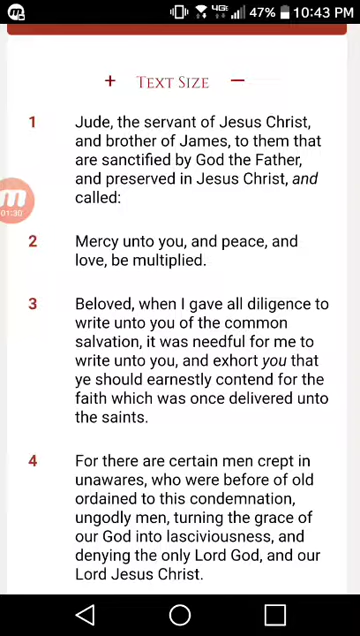 4G 47% 10:43 PM
+ TEXT SIZE −
1 Jude, the servant of Jesus Christ,
and brother of James, to them that
are sanctified by God the Father,
and preserved in Jesus Christ, and
called:
01:30
2 Mercy unto you, and peace, and
love, be multiplied.
3 Beloved, when I gave all diligence to
write unto you of the common
salvation, it was needful for me to
write unto you, and exhort you that
ye should earnestly contend for the
faith which was once delivered unto
the saints.
4 For there are certain men crept in
unawares, who were before of old
ordained to this condemnation,
ungodly men, turning the grace of
our God into lasciviousness, and
denying the only Lord God, and our
Lord Jesus Christ.